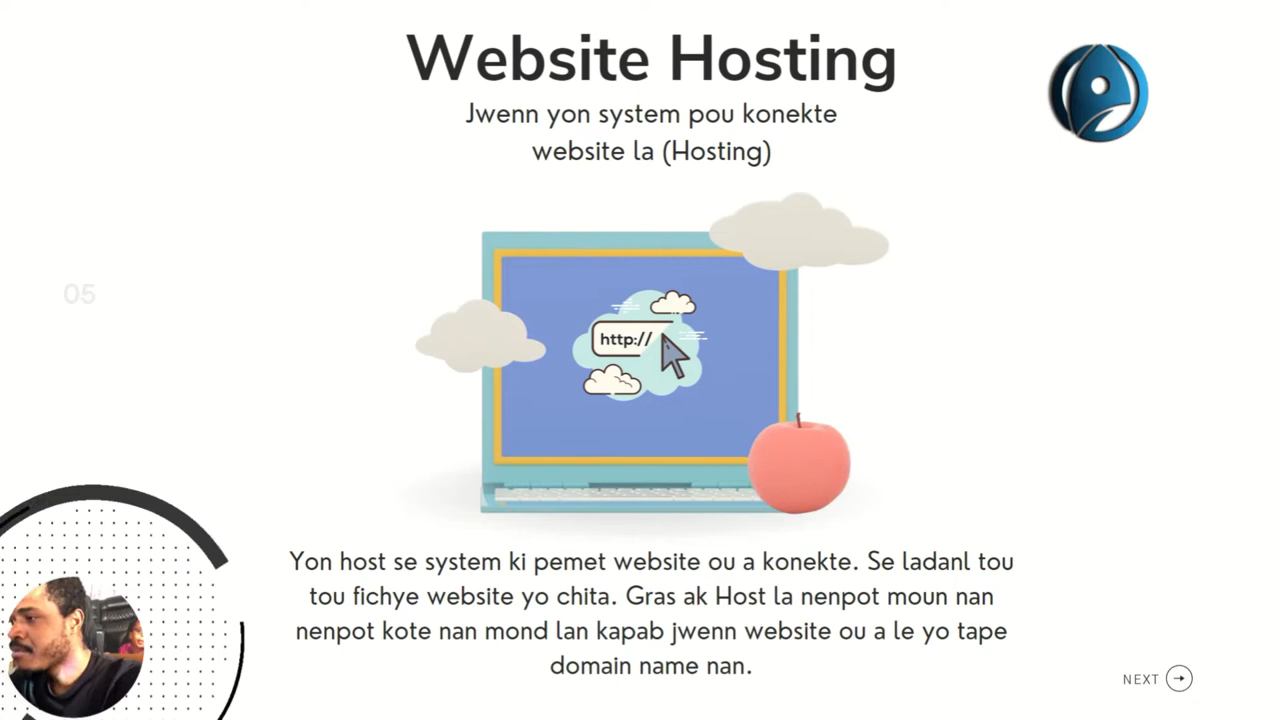 Website Hosting
Jwenn yon system pou konekte
website la (Hosting)
05
http://
Yon host se system ki pemet website ou a konekte. Se ladanl tou
tou fichye website yo chita. Gras ak Host la nenpot moun nan
nenpot kote nan mond lan kapab jwenn website ou a le yo tape
domain name nan.
NEXT